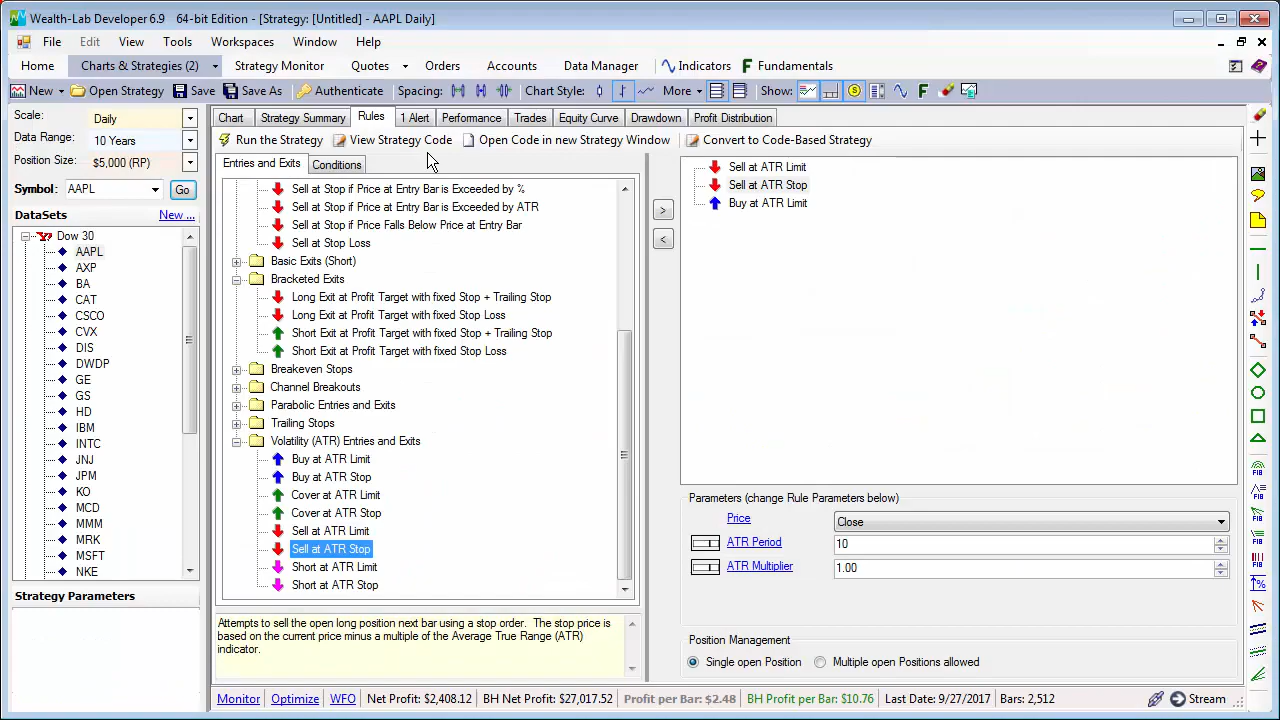 Wealth-Lab Developer 6.9 64-bit Edition - [Strategy: [Untitled] - AAPL Daily]
File Edit View Tools Workspaces Window Help
Home Charts & Strategies (2) Strategy Monitor Quotes Orders Accounts Data Manager Indicators F Fundamentals
New Open Strategy Save Save As Authenticate Spacing: Chart Style: More Show:
Scale: Daily
Data Range: 10 Years
Position Size: $5,000 (RP)
Symbol: AAPL Go
DataSets New ...
Dow 30
AAPL
AXP
BA
CAT
CSCO
CVX
DIS
DWDP
GE
GS
HD
IBM
INTC
JNJ
JPM
KO
MCD
MMM
MRK
MSFT
NKE
Strategy Parameters
Chart Strategy Summary Rules 1 Alert Performance Trades Equity Curve Drawdown Profit Distribution
Run the Strategy View Strategy Code Open Code in new Strategy Window Convert to Code-Based Strategy
Entries and Exits Conditions
Sell at Stop if Price at Entry Bar is Exceeded by %
Sell at Stop if Price at Entry Bar is Exceeded by ATR
Sell at Stop if Price Falls Below Price at Entry Bar
Sell at Stop Loss
Basic Exits (Short)
Bracketed Exits
Long Exit at Profit Target with fixed Stop + Trailing Stop
Long Exit at Profit Target with fixed Stop Loss
Short Exit at Profit Target with fixed Stop + Trailing Stop
Short Exit at Profit Target with fixed Stop Loss
Breakeven Stops
Channel Breakouts
Parabolic Entries and Exits
Trailing Stops
Volatility (ATR) Entries and Exits
Buy at ATR Limit
Buy at ATR Stop
Cover at ATR Limit
Cover at ATR Stop
Sell at ATR Limit
Sell at ATR Stop
Short at ATR Limit
Short at ATR Stop
Attempts to sell the open long position next bar using a stop order. The stop price is
based on the current price minus a multiple of the Average True Range (ATR)
indicator.
>
<
Sell at ATR Limit
Sell at ATR Stop
Buy at ATR Limit
Parameters (change Rule Parameters below)
Price Close
ATR Period 10
ATR Multiplier 1.00
Position Management
Single open Position Multiple open Positions allowed
Monitor Optimize WFO Net Profit: $2,408.12 BH Net Profit: $27,017.52 Profit per Bar: $2.48 BH Profit per Bar: $10.76 Last Date: 9/27/2017 Bars: 2,512 Stream